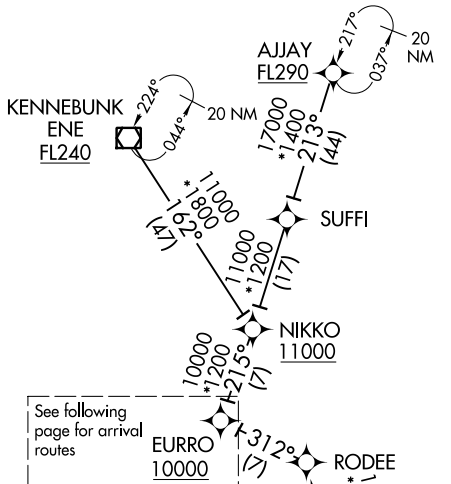 217°
037°
20
NM
AJJAY
FL290
KENNEBUNK
ENE
FL240
224°
044°
20 NM
17000
*1400
213°
(44)
11000
*1800
162°
(47)
SUFFI
11000
*1200
(17)
NIKKO
11000
10000
*1200
215°
(7)
See following
page for arrival
routes
EURRO
10000
312°
(7)
RODEE
*